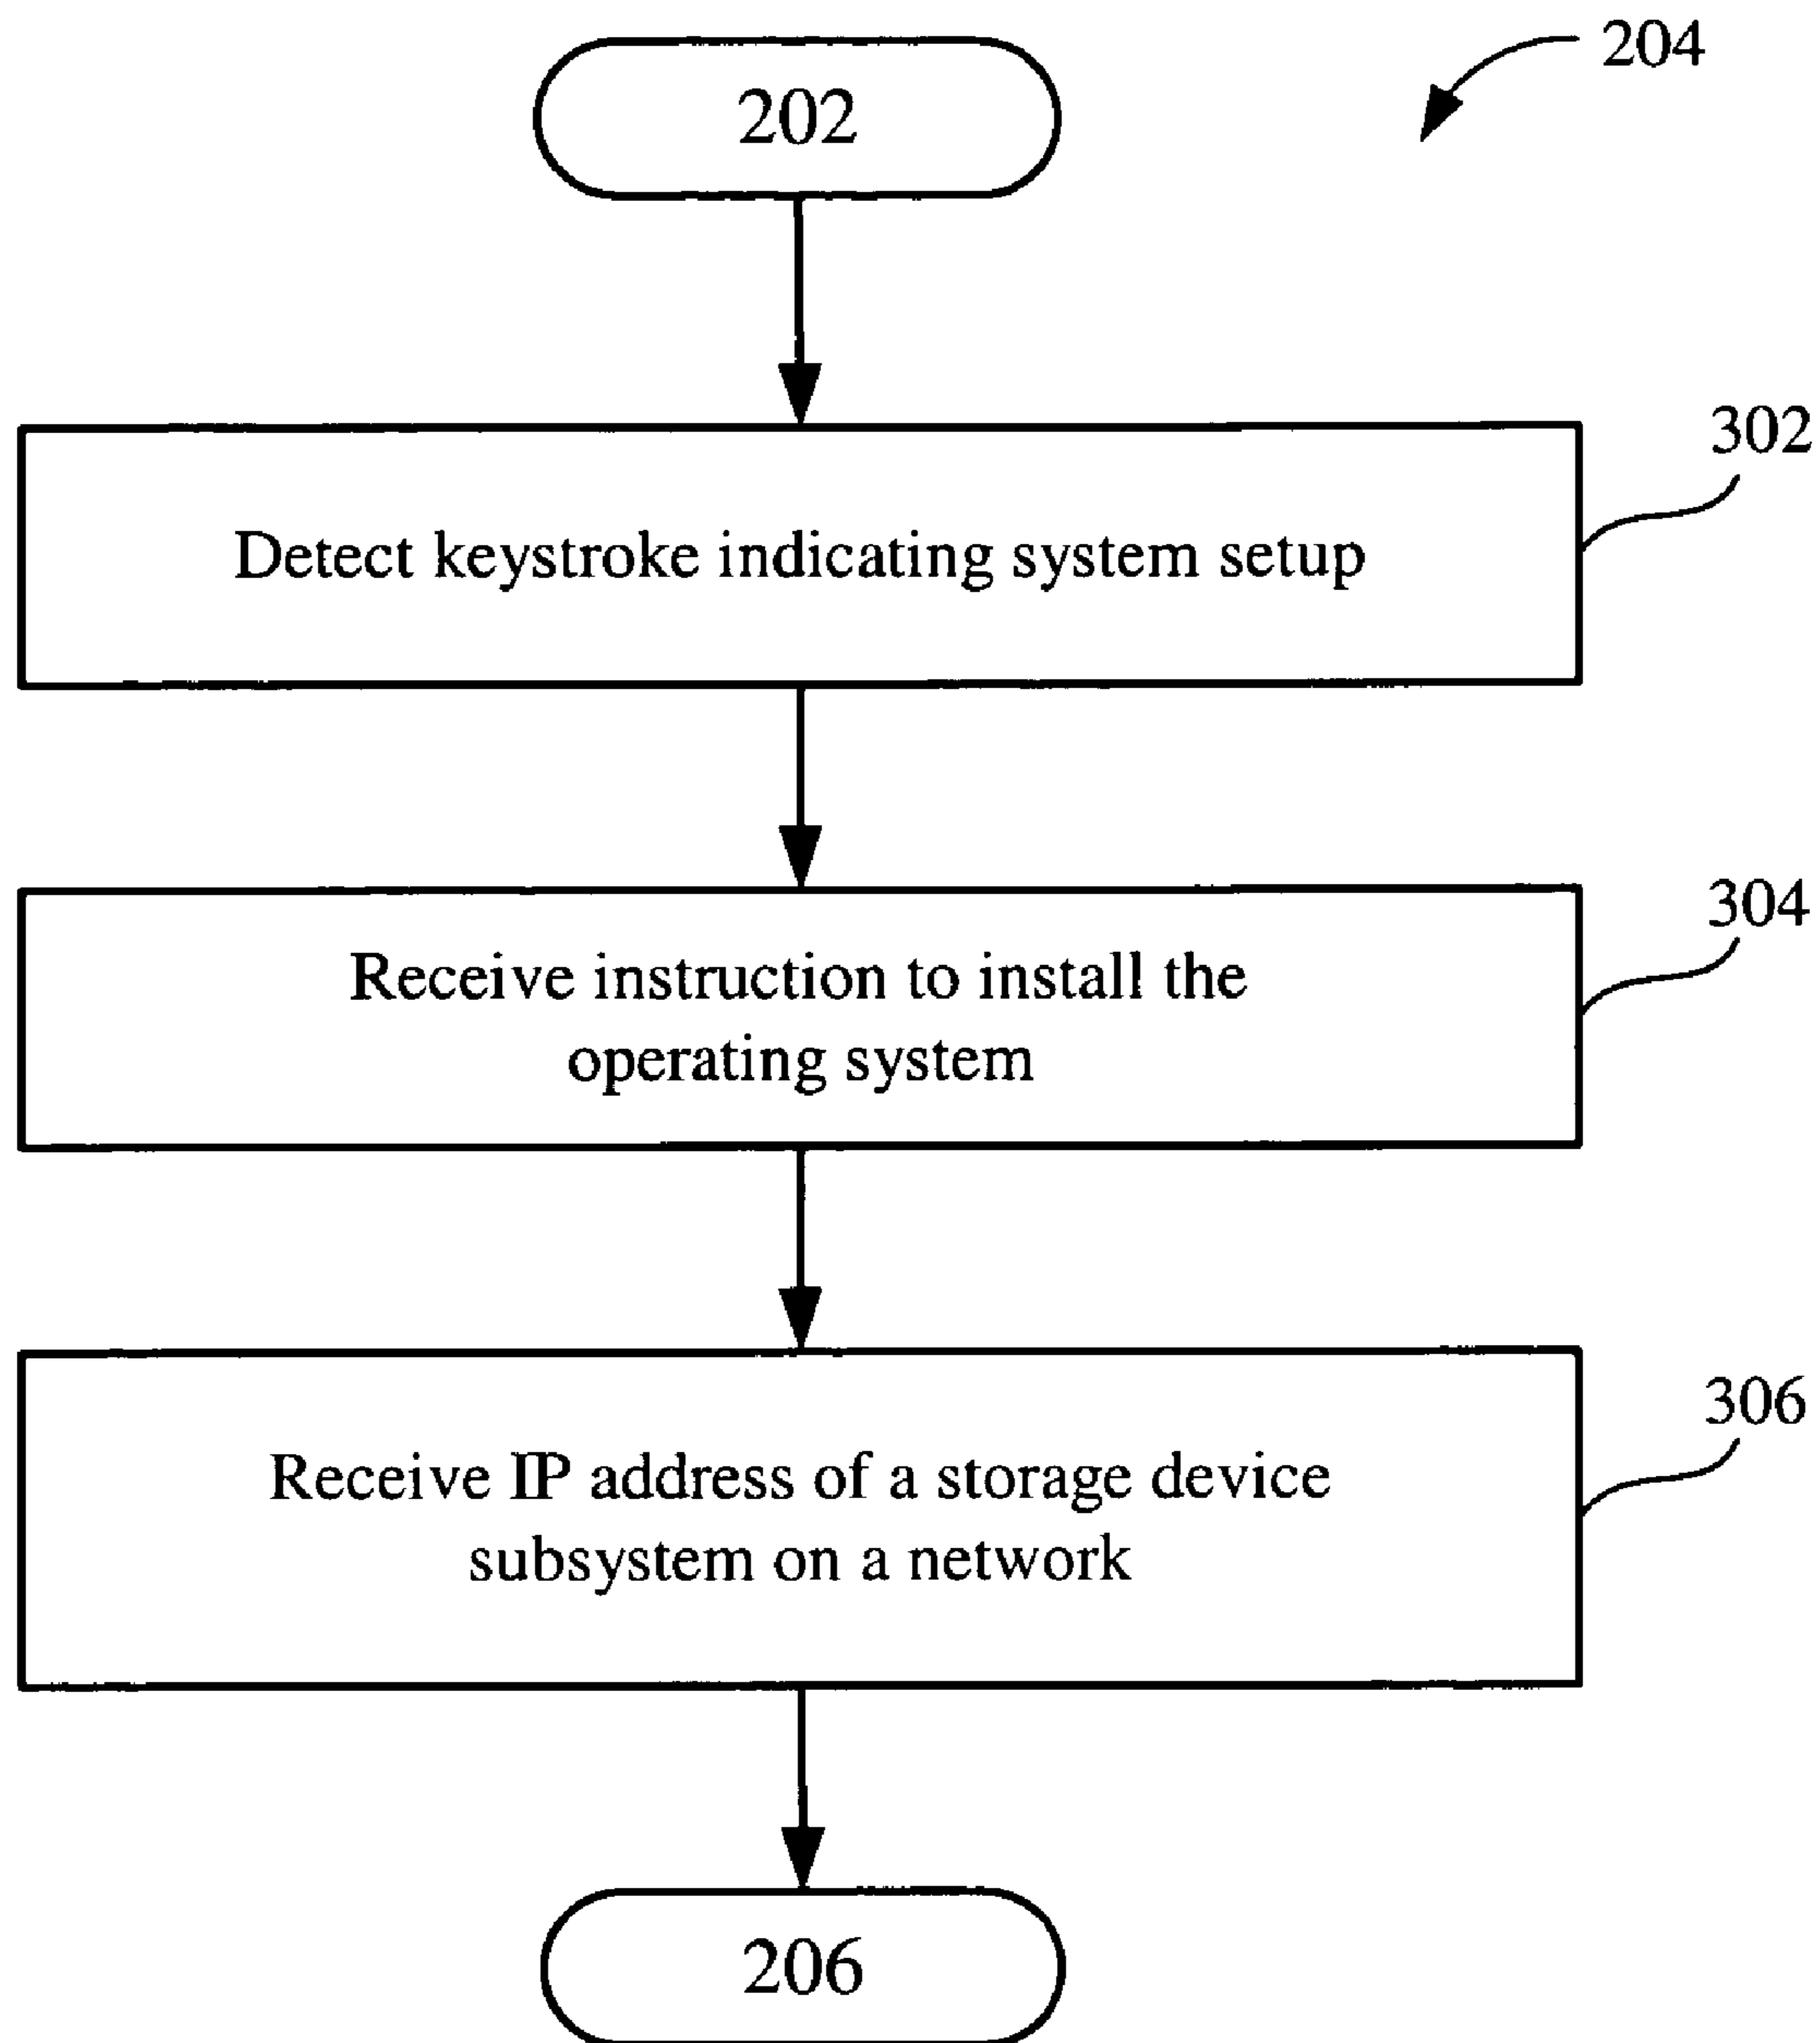 204
202
302
Detect keystroke indicating system setup
304
Receive instruction to install the
operating system
306
Receive IP address of a storage device
subsystem on a network
206